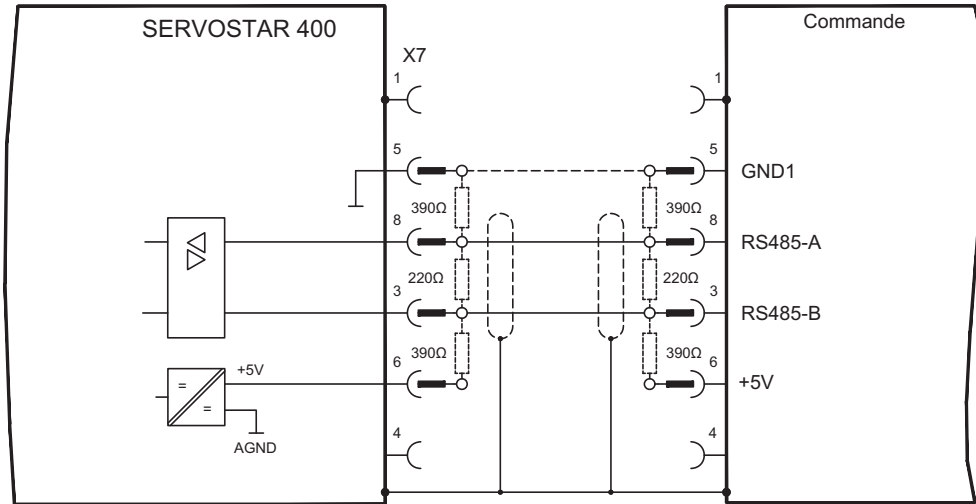 SERVOSTAR 400
Commande
X7
1
1
5
5
GND1
390Ω
390Ω
8
8
RS485-A
220Ω
220Ω
3
3
RS485-B
390Ω
390Ω
6
6
+5V
+5V
=
=
AGND
4
4